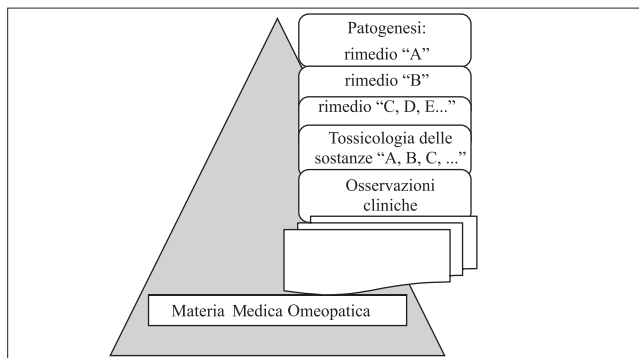 Patogenesi:
rimedio “A”
rimedio “B”
rimedio “C, D, E...”
Tossicologia delle
sostanze “A, B, C, ...”
Osservazioni
cliniche
Materia Medica Omeopatica